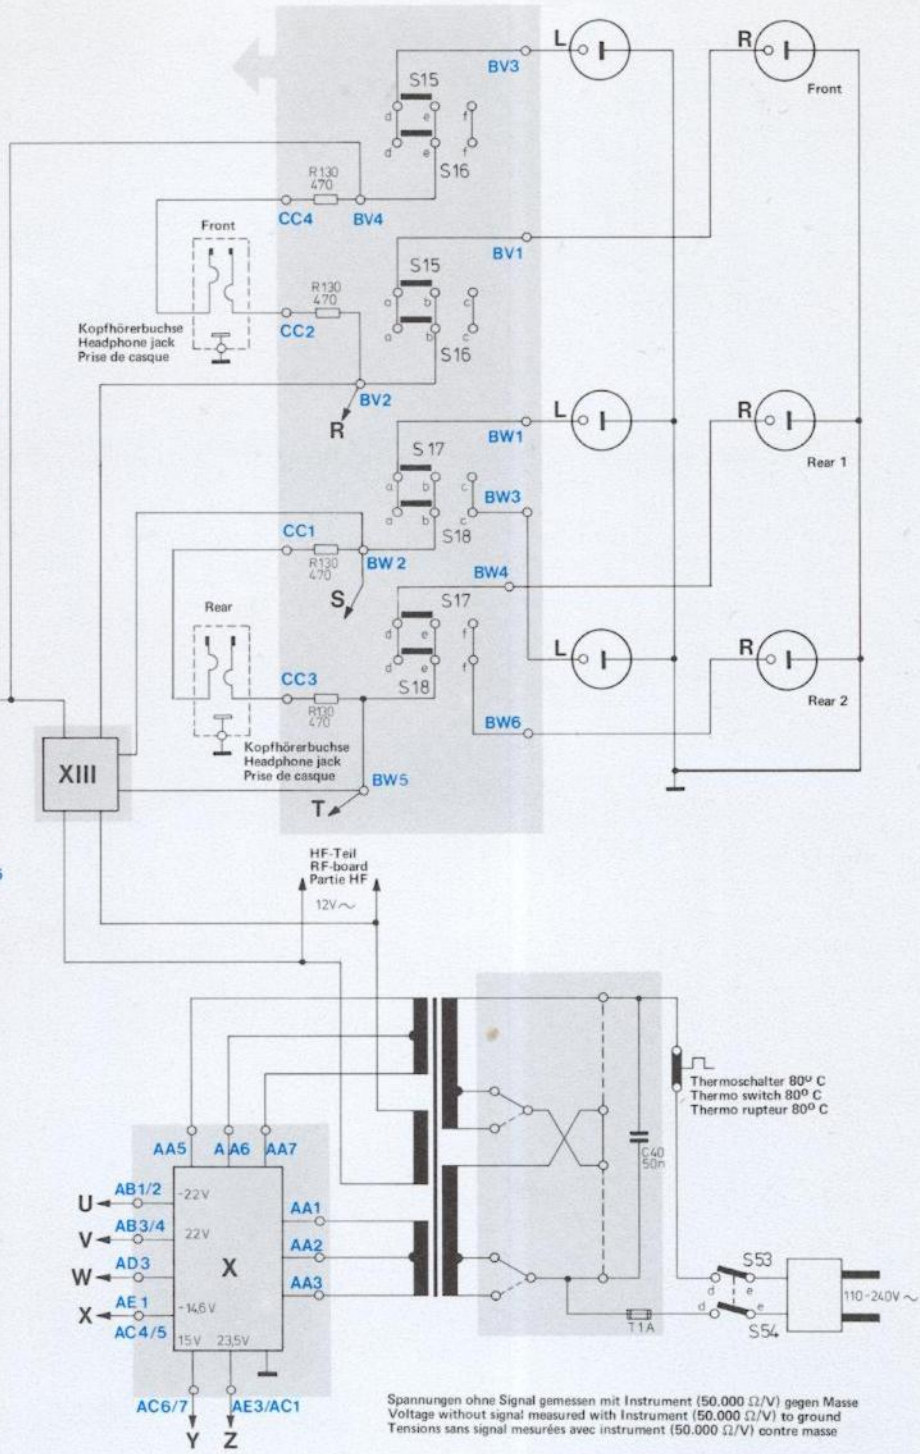 L
R
BV3
Front
S15
d
e
f
d
e
f
S16
R130
470
CC4
BV4
Front
BV1
S15
a
b
c
R130
470
CC2
a
b
c
S16
Kopfhörerbuchse
Headphone jack
Prise de casque
BV2
R
L
R
BW1
Rear 1
S17
a
b
c
BW3
a
b
c
S18
CC1
R130
470
BW2
BW4
S
S17
Rear
d
e
f
L
R
d
e
f
CC3
S18
Rear 2
R130
470
BW6
Kopfhörerbuchse
Headphone jack
Prise de casque
XIII
BW5
T
HF-Teil
RF-board
Partie HF
12V~
Thermoschalter 80° C
Thermo switch 80° C
Thermo rupteur 80° C
C40
50n
AA5
AA6
AA7
U
AB1/2
-22V
AA1
V
AB3/4
22V
AA2
W
AD3
X
AA3
X
AE1
-14,6V
AC4/5
15V
23,5V
S53
d
e
d
e
S54
110-240V~
T1A
AC6/7
AE3/AC1
Y
Z
Spannungen ohne Signal gemessen mit Instrument (50.000 Ω/V) gegen Masse
Voltage without signal measured with Instrument (50.000 Ω/V) to ground
Tensions sans signal mesurées avec instrument (50.000 Ω/V) contre masse